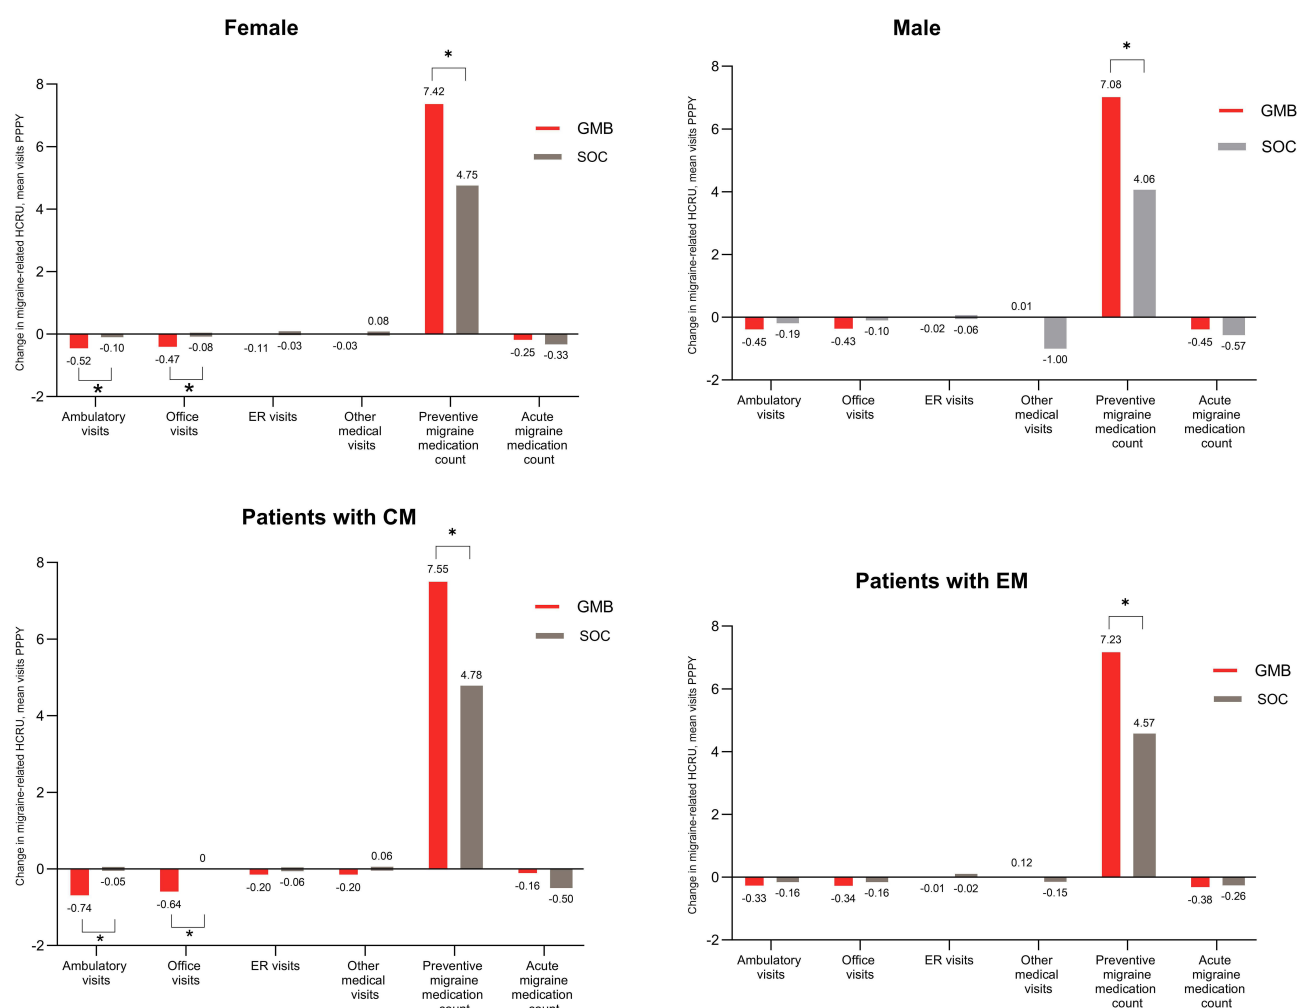 Female
*
Change in migraine-related HCRU, mean visits PPPY
8
6
4
2
0
-2
7.42
4.75
GMB
SOC
0.08
-0.52
-0.10
-0.47
-0.08
-0.11
-0.03
-0.03
-0.25
-0.33
*
*
Ambulatory
visits
Office
visits
ER visits
Other
medical
visits
Preventive
migraine
medication
count
Acute
migraine
medication
count
Male
*
Change in migraine-related HCRU, mean visits PPPY
8
6
4
2
0
-2
7.08
4.06
GMB
SOC
0.01
-0.45
-0.19
-0.43
-0.10
-0.02
-0.06
-1.00
-0.45
-0.57
Ambulatory
visits
Office
visits
ER visits
Other
medical
visits
Preventive
migraine
medication
count
Acute
migraine
medication
count
Patients with CM
*
Change in migraine-related HCRU, mean visits PPPY
8
6
4
2
0
-2
7.55
4.78
GMB
SOC
0
0.06
-0.74
-0.05
-0.64
-0.20
-0.06
-0.20
-0.16
-0.50
*
*
Ambulatory
visits
Office
visits
ER visits
Other
medical
visits
Preventive
migraine
medication
count
Acute
migraine
medication
count
Patients with EM
*
Change in migraine-related HCRU, mean visits PPPY
8
6
4
2
0
-2
7.23
4.57
GMB
SOC
0.12
-0.33
-0.16
-0.34
-0.16
-0.01
-0.02
-0.15
-0.38
-0.26
Ambulatory
visits
Office
visits
ER visits
Other
medical
visits
Preventive
migraine
medication
count
Acute
migraine
medication
count